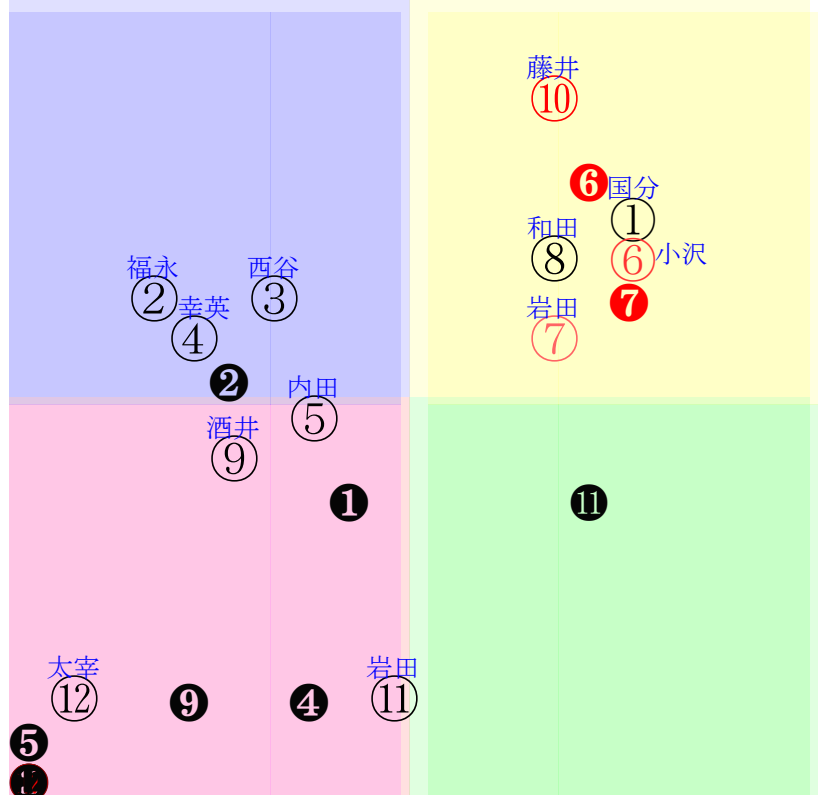 藤井
⑩
❻
国分
①
和田
⑧
⑥
小沢
福永
②
西谷
③
❼
岩田
⑦
幸英
④
❷
内田
⑤
酒井
⑨
❶
⓫
太宰
⑫
❾
❹
岩田
⑪
❺